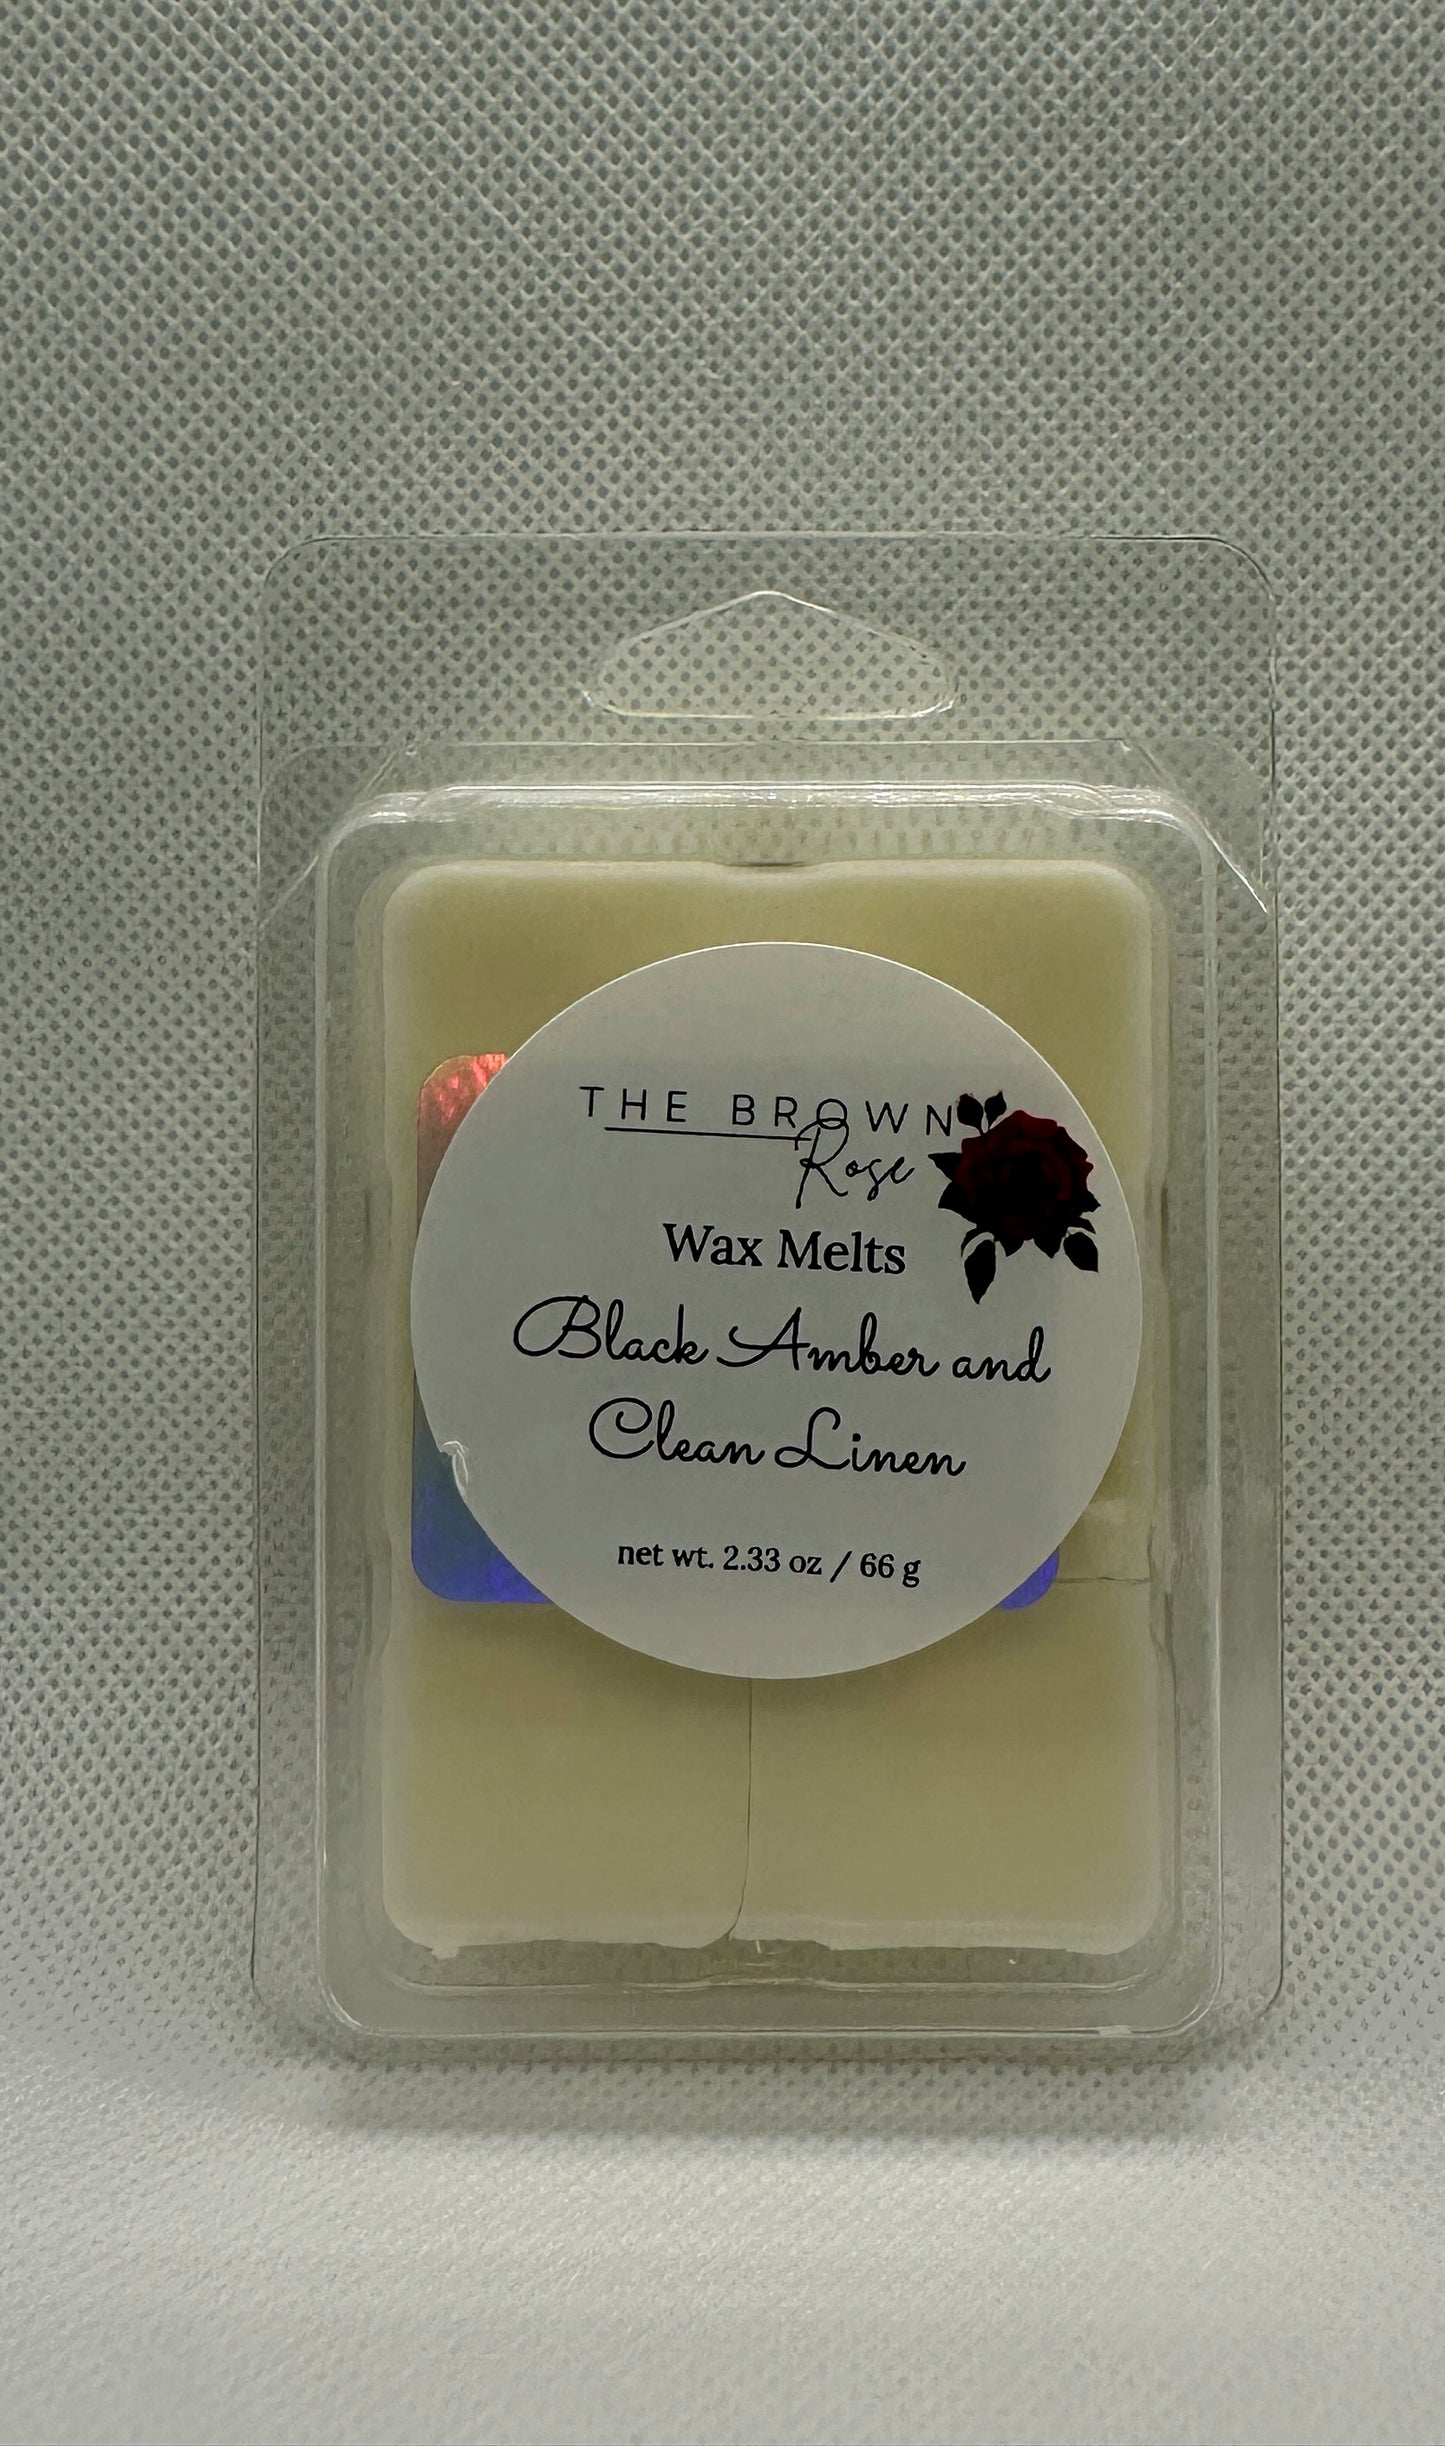 THE BROWN
Rose
Wax Melts
Black Amber and
Clean Linen
net wt. 2.33 oz / 66 g